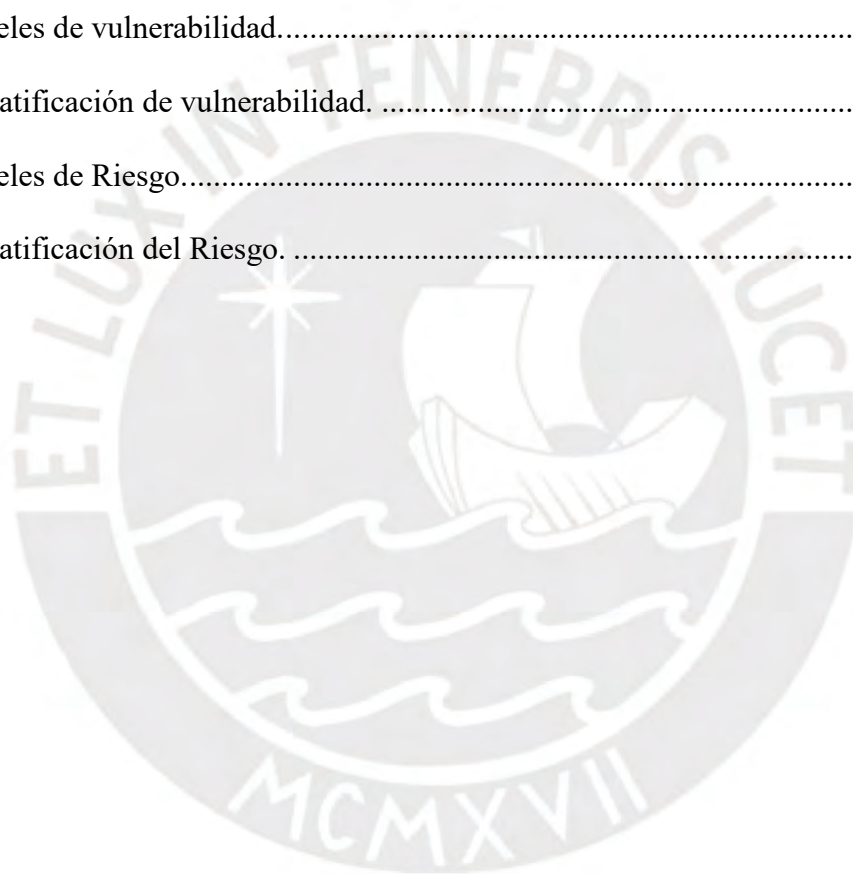 eles de vulnerabilidad.............................................................................
atificación de vulnerabilidad. ................................................................
eles de Riesgo.........................................................................................
atificación del Riesgo. ............................................................................
ET LUX IN TENEBRIS LUCET
MCMXVII